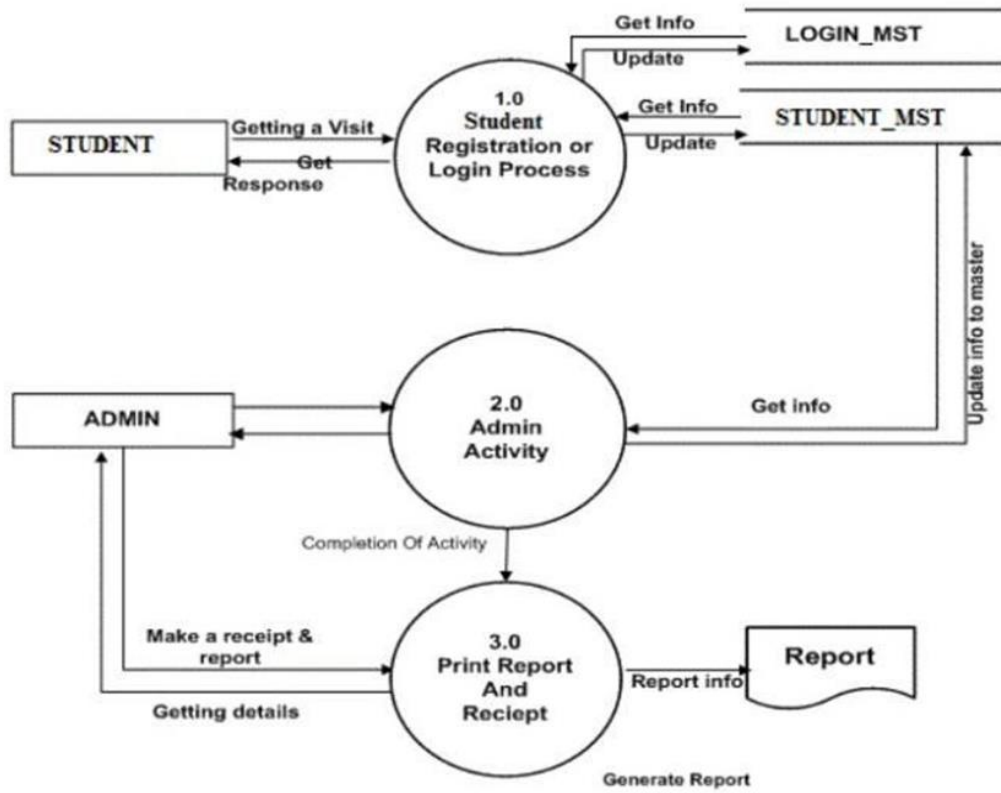 Get Info
LOGIN_MST
Update
1.0
Student
Registration or
Login Process
Get Info
STUDENT_MST
Update
STUDENT
Getting a Visit
Get
Response
Update info to master
ADMIN
2.0
Admin
Activity
Get info
Completion Of Activity
Make a receipt &
report
3.0
Print Report
And
Reciept
Report
Report info
Getting details
Generate Report